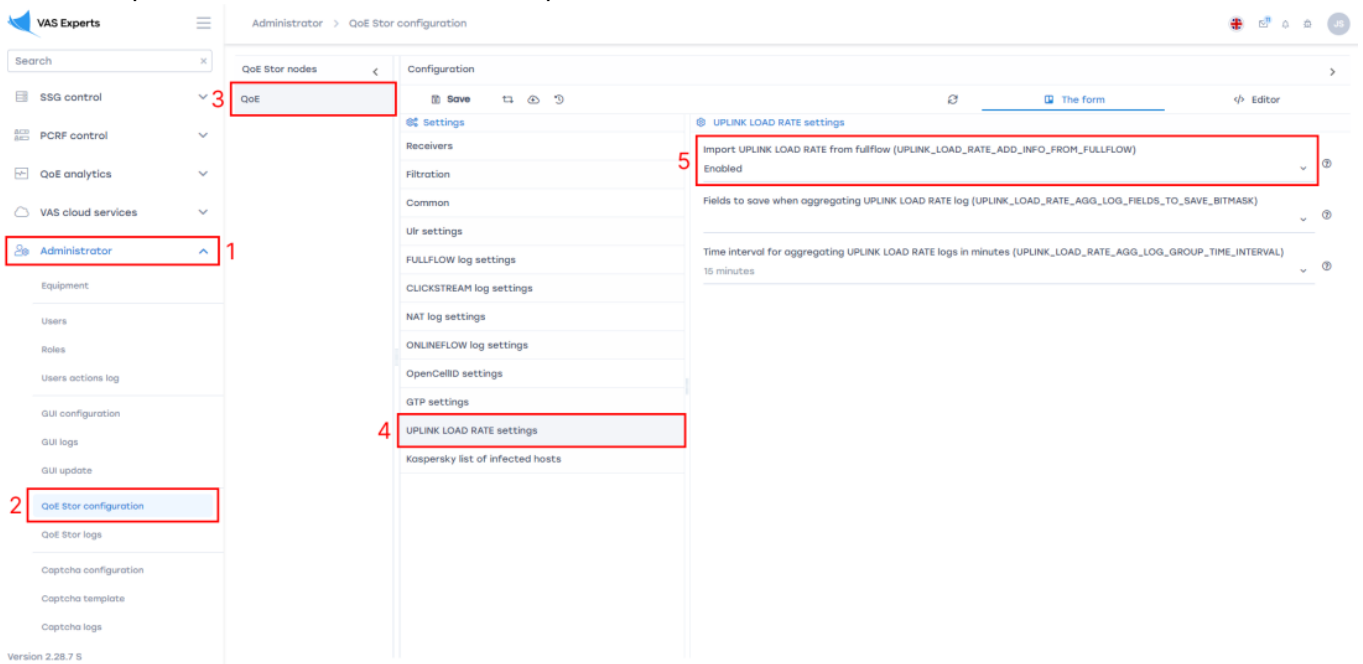 VAS Experts
Administrator > QoE Stor configuration
JS
Search
SSG control
PCRF control
QoE analytics
VAS cloud services
Administrator
1
Equipment
Users
Roles
Users actions log
GUI configuration
GUI logs
GUI update
2
QoE Stor configuration
QoE Stor logs
Captcha configuration
Captcha template
Captcha logs
Version 2.28.7 S
QoE Stor nodes
3
QoE
Configuration
Save
The form
</> Editor
Settings
Receivers
Filtration
Common
Ulr settings
FULLFLOW log settings
CLICKSTREAM log settings
NAT log settings
ONLINEFLOW log settings
OpenCellID settings
GTP settings
4
UPLINK LOAD RATE settings
Kaspersky list of infected hosts
UPLINK LOAD RATE settings
5
Import UPLINK LOAD RATE from fullflow (UPLINK_LOAD_RATE_ADD_INFO_FROM_FULLFLOW)
Enabled
Fields to save when aggregating UPLINK LOAD RATE log (UPLINK_LOAD_RATE_AGG_LOG_FIELDS_TO_SAVE_BITMASK)
Time interval for aggregating UPLINK LOAD RATE logs in minutes (UPLINK_LOAD_RATE_AGG_LOG_GROUP_TIME_INTERVAL)
15 minutes